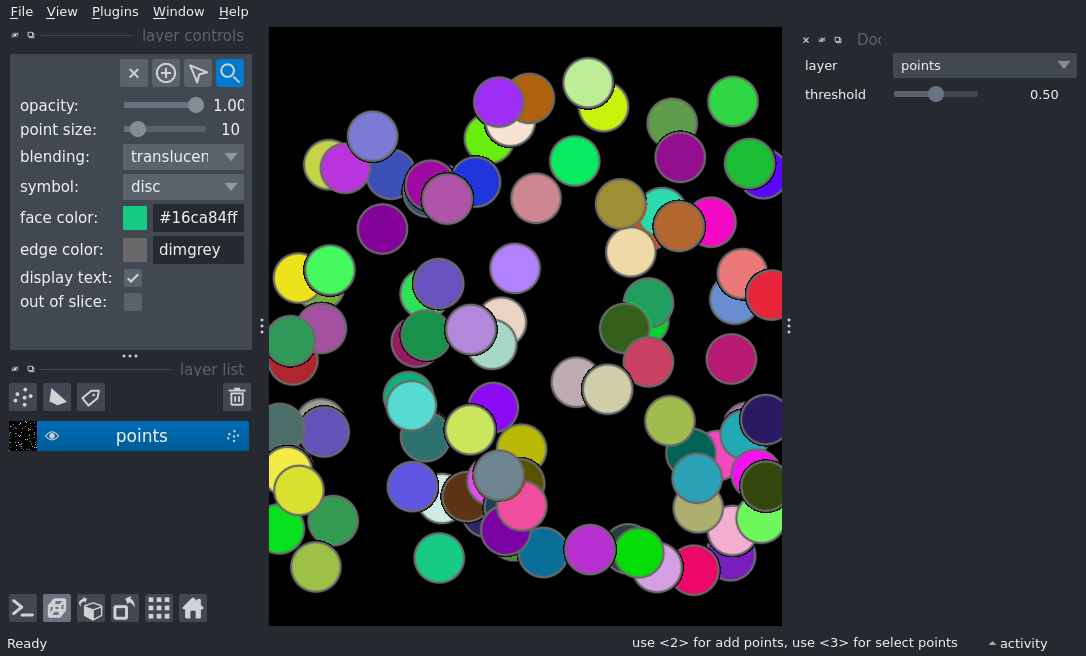 File View Plugins Window Help
layer controls
opacity: 1.00
point size: 10
blending: translucen
symbol: disc
face color: #16ca84ff
edge color: dimgrey
display text:
out of slice:
layer list
points
Doc
layer points
threshold 0.50
Ready
use <2> for add points, use <3> for select points
activity